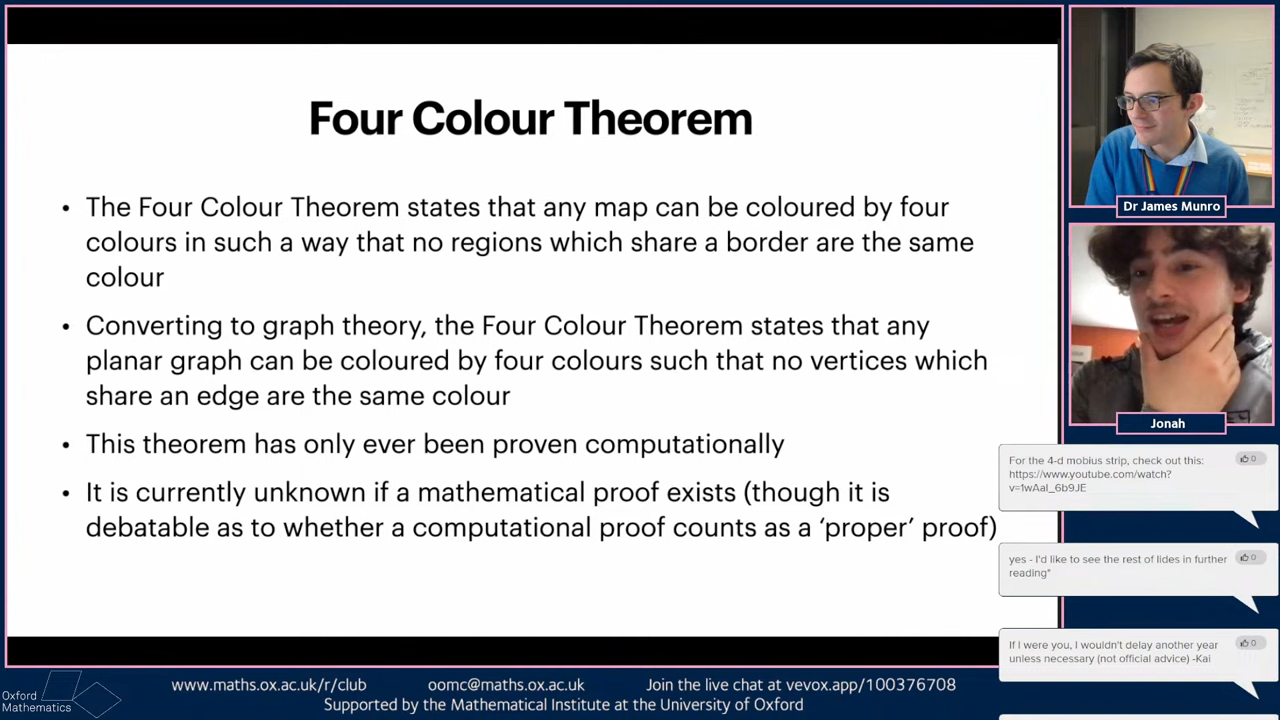 Four Colour Theorem
• The Four Colour Theorem states that any map can be coloured by four
colours in such a way that no regions which share a border are the same
colour
• Converting to graph theory, the Four Colour Theorem states that any
planar graph can be coloured by four colours such that no vertices which
share an edge are the same colour
• This theorem has only ever been proven computationally
• It is currently unknown if a mathematical proof exists (though it is
debatable as to whether a computational proof counts as a ‘proper’ proof)
Dr James Munro
Jonah
For the 4-d mobius strip, check out this:
https://www.youtube.com/watch?
v=1wAaI_6b9JE
0
yes - I'd like to see the rest of lides in further
reading"
0
If I were you, I wouldn't delay another year
unless necessary (not official advice) -Kai
0
Oxford
Mathematics
www.maths.ox.ac.uk/r/club
oomc@maths.ox.ac.uk
Join the live chat at vevox.app/100376708
Supported by the Mathematical Institute at the University of Oxford